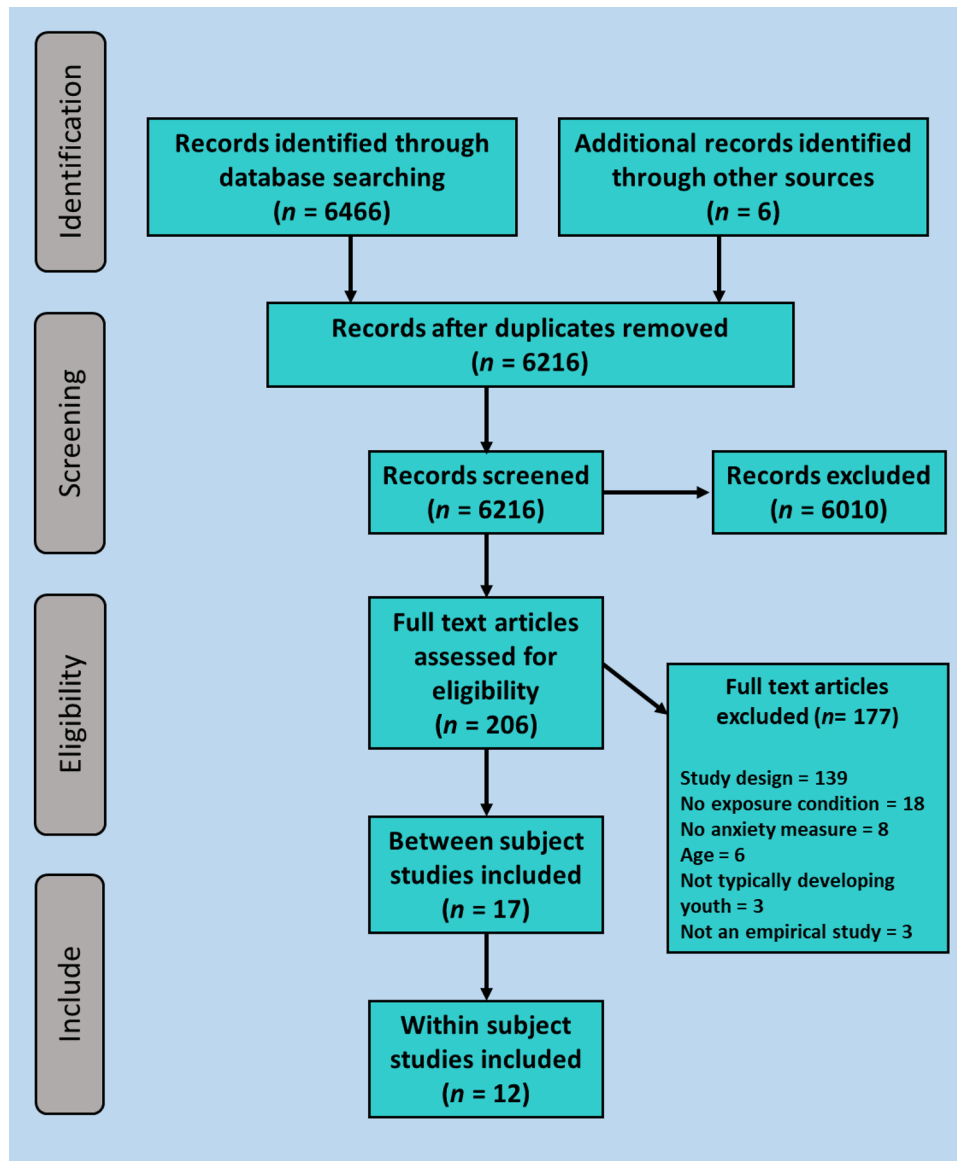 Identification
Records identified through
database searching
(n = 6466)
Additional records identified
through other sources
(n = 6)
Screening
Records after duplicates removed
(n = 6216)
Records screened
(n = 6216)
Records excluded
(n = 6010)
Eligibility
Full text articles
assessed for
eligibility
(n = 206)
Full text articles
excluded (n= 177)
Study design = 139
No exposure condition = 18
No anxiety measure = 8
Age = 6
Not typically developing
youth = 3
Not an empirical study = 3
Include
Between subject
studies included
(n = 17)
Within subject
studies included
(n = 12)